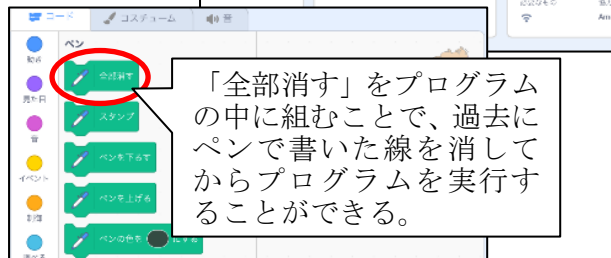 コード
コスチューム
音
ペン
動き
全部消す
見た目
スタンプ
音
ペンを下ろす
イベント
ペンを上げる
制御
ペンの色を にする
調べる
「全部消す」をプログラム
の中に組むことで、過去に
ペンで書いた線を消して
からプログラムを実行す
ることができる。